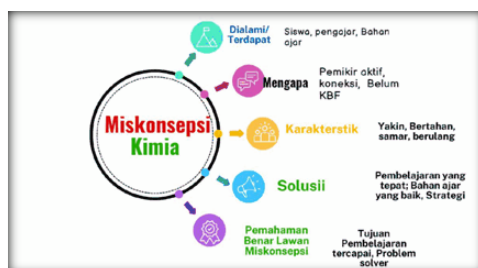 Dialami/
Terdapat
Siswa, pengajar, Bahan
ajar
Mengapa
Pemikir aktif,
koneksi, Belum
KBF
Miskonsepsi
Kimia
Karakterstik
Yakin, Bertahan,
samar, berulang
Solusii
Pembelajaran yang
tepat; Bahan ajar
yang baik, Strategi
Pemahaman
Benar Lawan
Miskonsepsi
Tujuan
Pembelajaran
tercapai, Problem
solver